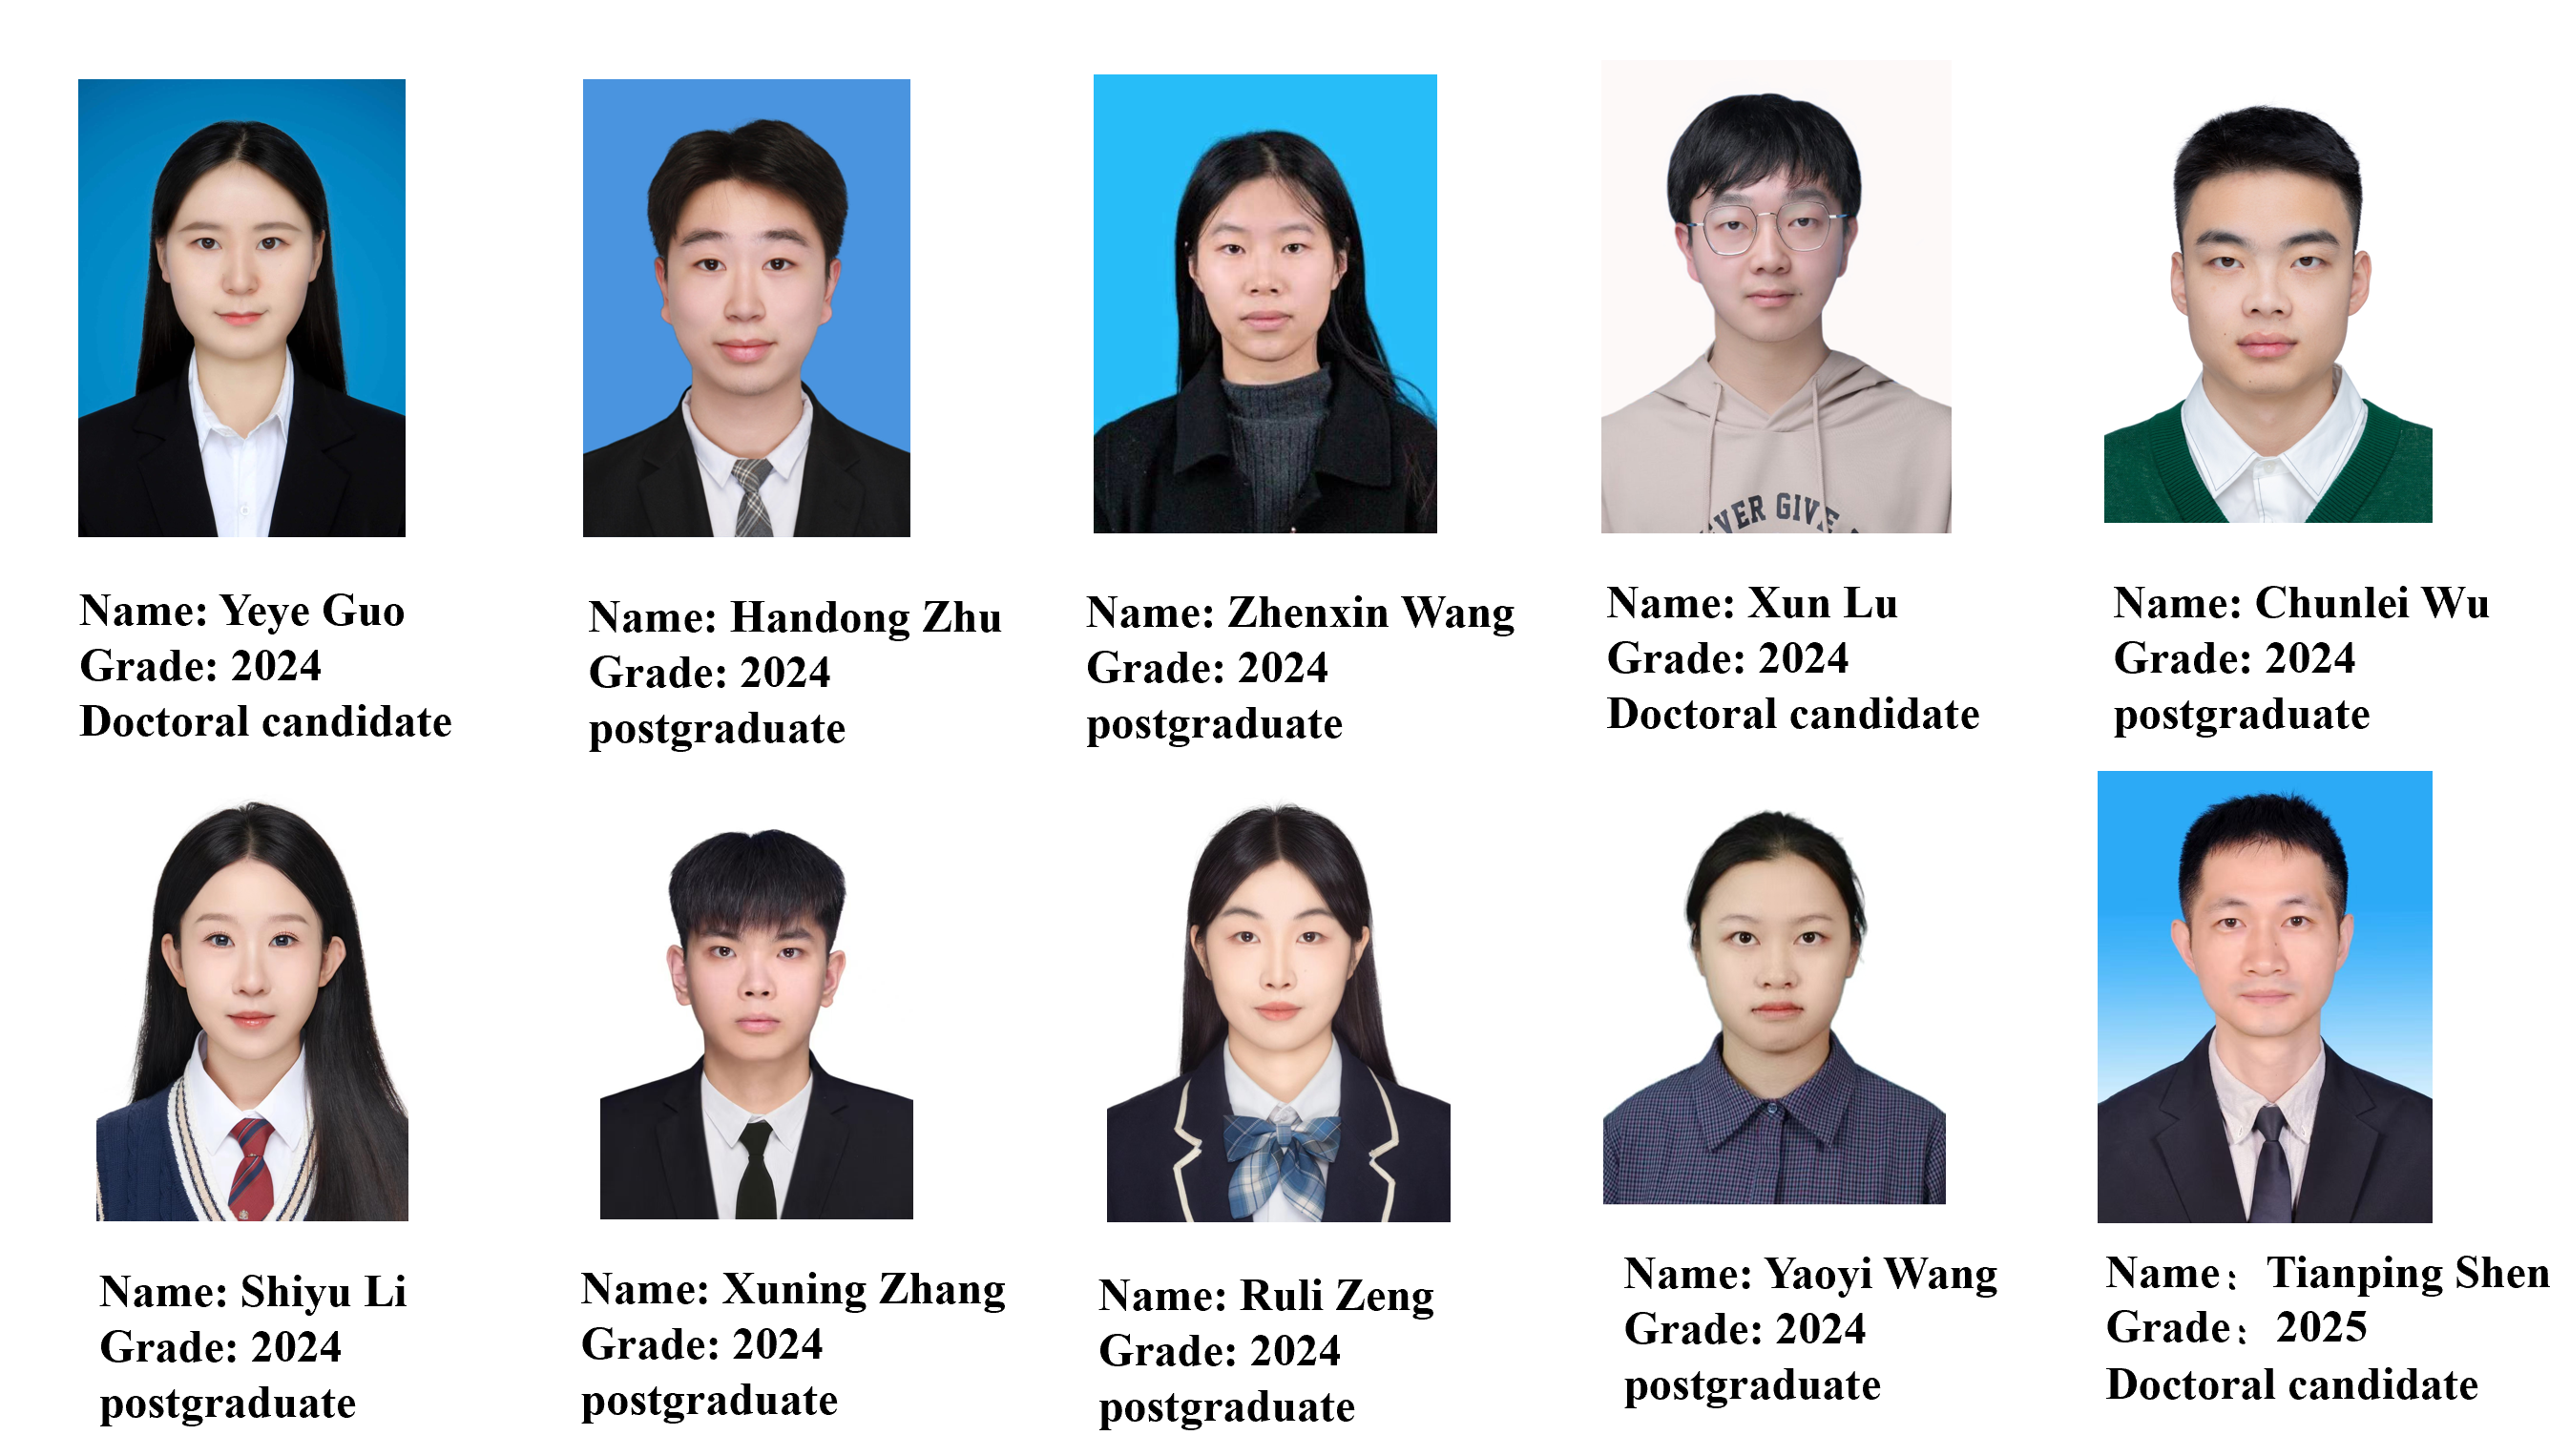 VER GIVE
Name: Yeye Guo
Grade: 2024
Doctoral candidate
Name: Handong Zhu
Grade: 2024
postgraduate
Name: Zhenxin Wang
Grade: 2024
postgraduate
Name: Xun Lu
Grade: 2024
Doctoral candidate
Name: Chunlei Wu
Grade: 2024
postgraduate
Name: Shiyu Li
Grade: 2024
postgraduate
Name: Xuning Zhang
Grade: 2024
postgraduate
Name: Ruli Zeng
Grade: 2024
postgraduate
Name: Yaoyi Wang
Grade: 2024
postgraduate
Name：Tianping Shen
Grade：2025
Doctoral candidate